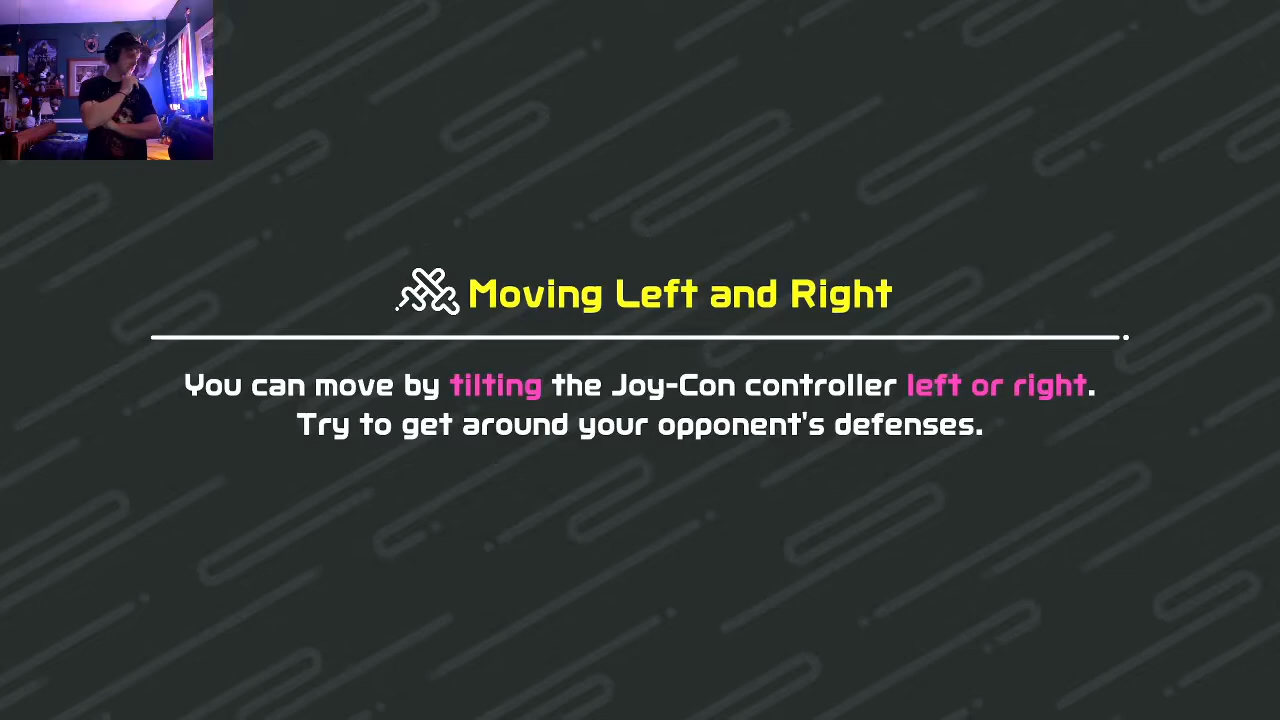 Moving Left and Right
You can move by tilting the Joy-Con controller left or right.
Try to get around your opponent's defenses.